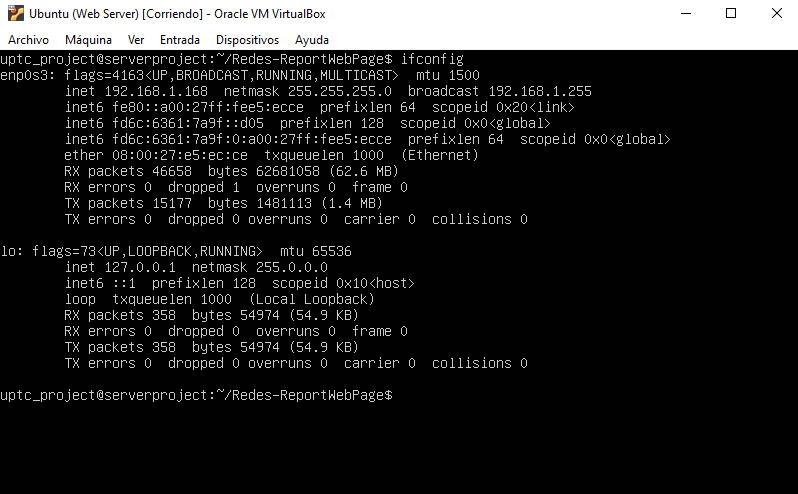 Ubuntu (Web Server) [Corriendo] - Oracle VM VirtualBox
Archivo Máquina Ver Entrada Dispositivos Ayuda
uptc_project@serverproject:~/Redes-ReportWebPage$ ifconfig
enp0s3: flags=4163<UP,BROADCAST,RUNNING,MULTICAST>  mtu 1500
        inet 192.168.1.168  netmask 255.255.255.0  broadcast 192.168.1.255
        inet6 fe80::a00:27ff:fee5:ecce  prefixlen 64  scopeid 0x20<link>
        inet6 fd6c:6361:7a9f::d05  prefixlen 128  scopeid 0x0<global>
        inet6 fd6c:6361:7a9f:0:a00:27ff:fee5:ecce  prefixlen 64  scopeid 0x0<global>
        ether 08:00:27:e5:ec:ce  txqueuelen 1000  (Ethernet)
        RX packets 46658  bytes 62681058 (62.6 MB)
        RX errors 0  dropped 1  overruns 0  frame 0
        TX packets 15177  bytes 1481113 (1.4 MB)
        TX errors 0  dropped 0 overruns 0  carrier 0  collisions 0
lo: flags=73<UP,LOOPBACK,RUNNING>  mtu 65536
        inet 127.0.0.1  netmask 255.0.0.0
        inet6 ::1  prefixlen 128  scopeid 0x10<host>
        loop  txqueuelen 1000  (Local Loopback)
        RX packets 358  bytes 54974 (54.9 KB)
        RX errors 0  dropped 0  overruns 0  frame 0
        TX packets 358  bytes 54974 (54.9 KB)
        TX errors 0  dropped 0 overruns 0  carrier 0  collisions 0
uptc_project@serverproject:~/Redes-ReportWebPage$